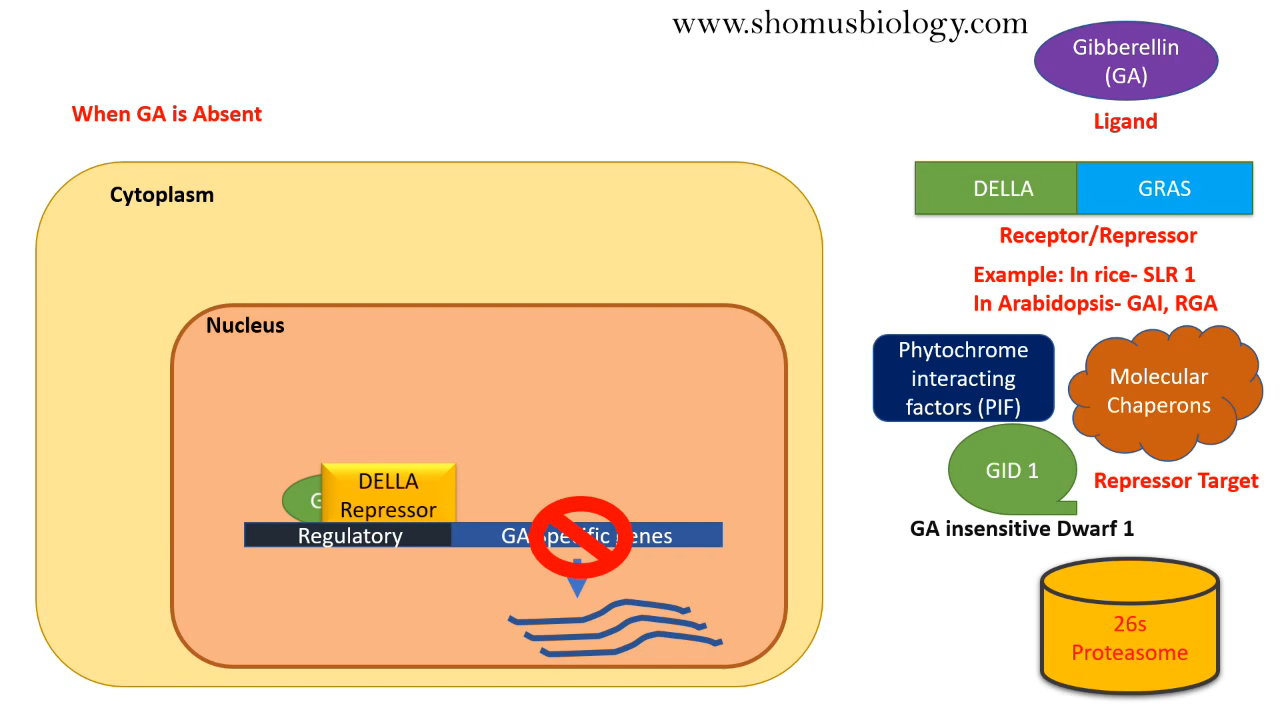 www.shomusbiology.com
Gibberellin
(GA)
Ligand
When GA is Absent
Cytoplasm
DELLA GRAS
Receptor/Repressor
Example: In rice- SLR 1
In Arabidopsis- GAI, RGA
Nucleus
Phytochrome
interacting
factors (PIF)
Molecular
Chaperons
GID 1
Repressor Target
GA insensitive Dwarf 1
DELLA
Repressor
Regulatory
GA genes
26s
Proteasome